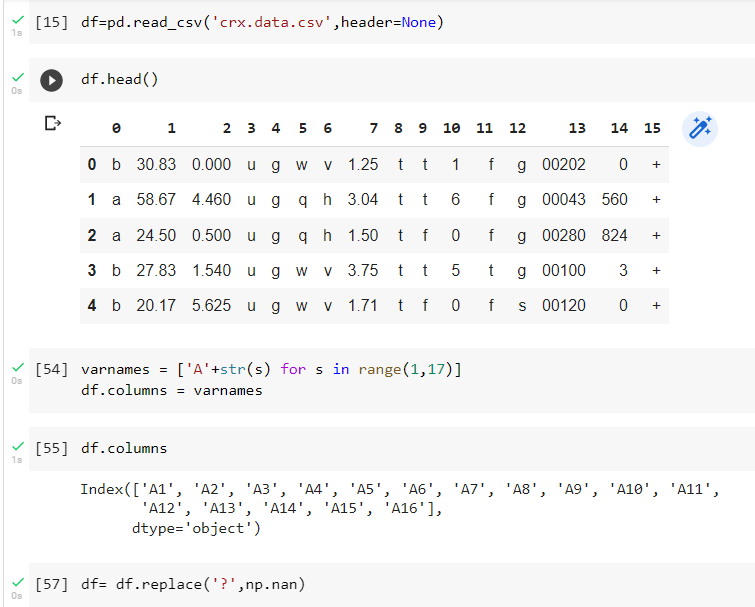 [15] df=pd.read_csv('crx.data.csv',header=None)
1s
df.head()
0s
0 1 2 3 4 5 6 7 8 9 10 11 12 13 14 15
0 b 30.83 0.000 u g w v 1.25 t t 1 f g 00202 0 +
1 a 58.67 4.460 u g q h 3.04 t t 6 f g 00043 560 +
2 a 24.50 0.500 u g q h 1.50 t f 0 f g 00280 824 +
3 b 27.83 1.540 u g w v 3.75 t t 5 t g 00100 3 +
4 b 20.17 5.625 u g w v 1.71 t f 0 f s 00120 0 +
[54] varnames = ['A'+str(s) for s in range(1,17)]
0s
df.columns = varnames
[55] df.columns
1s
Index(['A1', 'A2', 'A3', 'A4', 'A5', 'A6', 'A7', 'A8', 'A9', 'A10', 'A11',
'A12', 'A13', 'A14', 'A15', 'A16'],
dtype='object')
[57] df= df.replace('?',np.nan)
0s